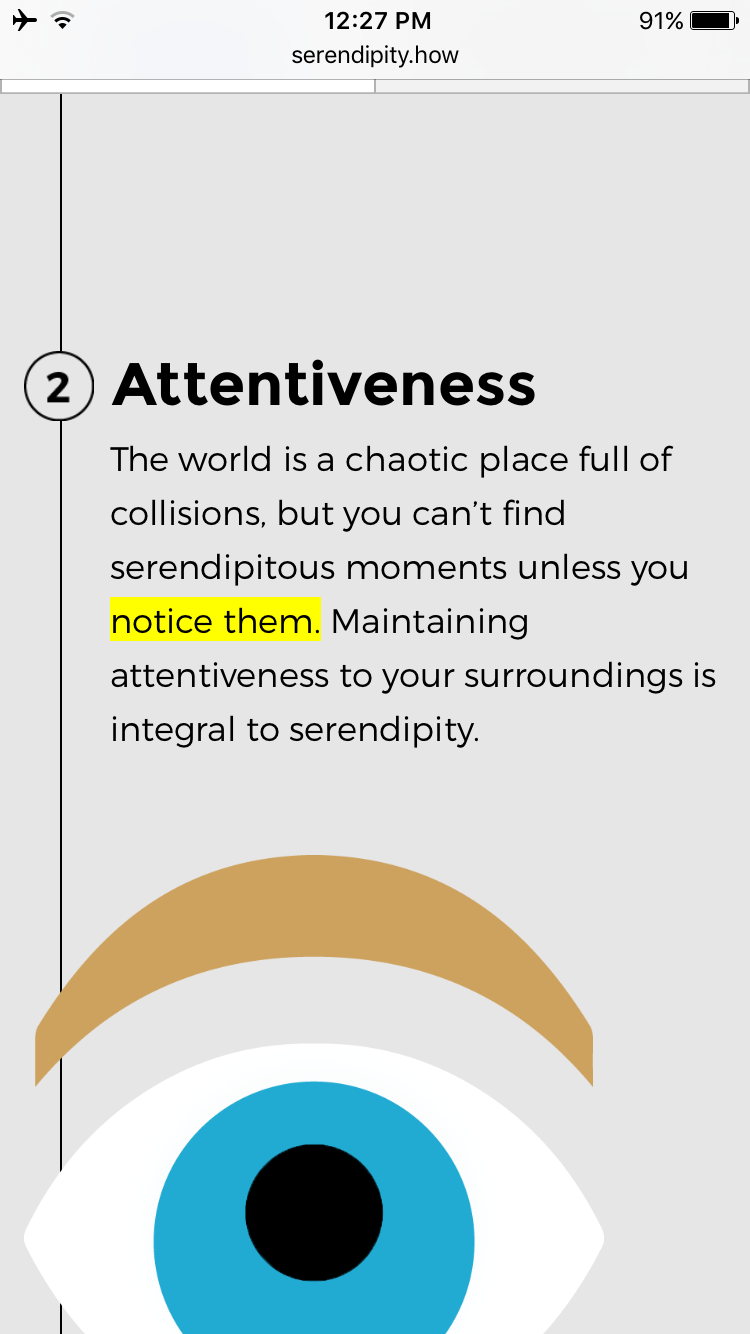 12:27 PM
91%
serendipity.how
2
Attentiveness
The world is a chaotic place full of
collisions, but you can’t find
serendipitous moments unless you
notice them. Maintaining
attentiveness to your surroundings is
integral to serendipity.